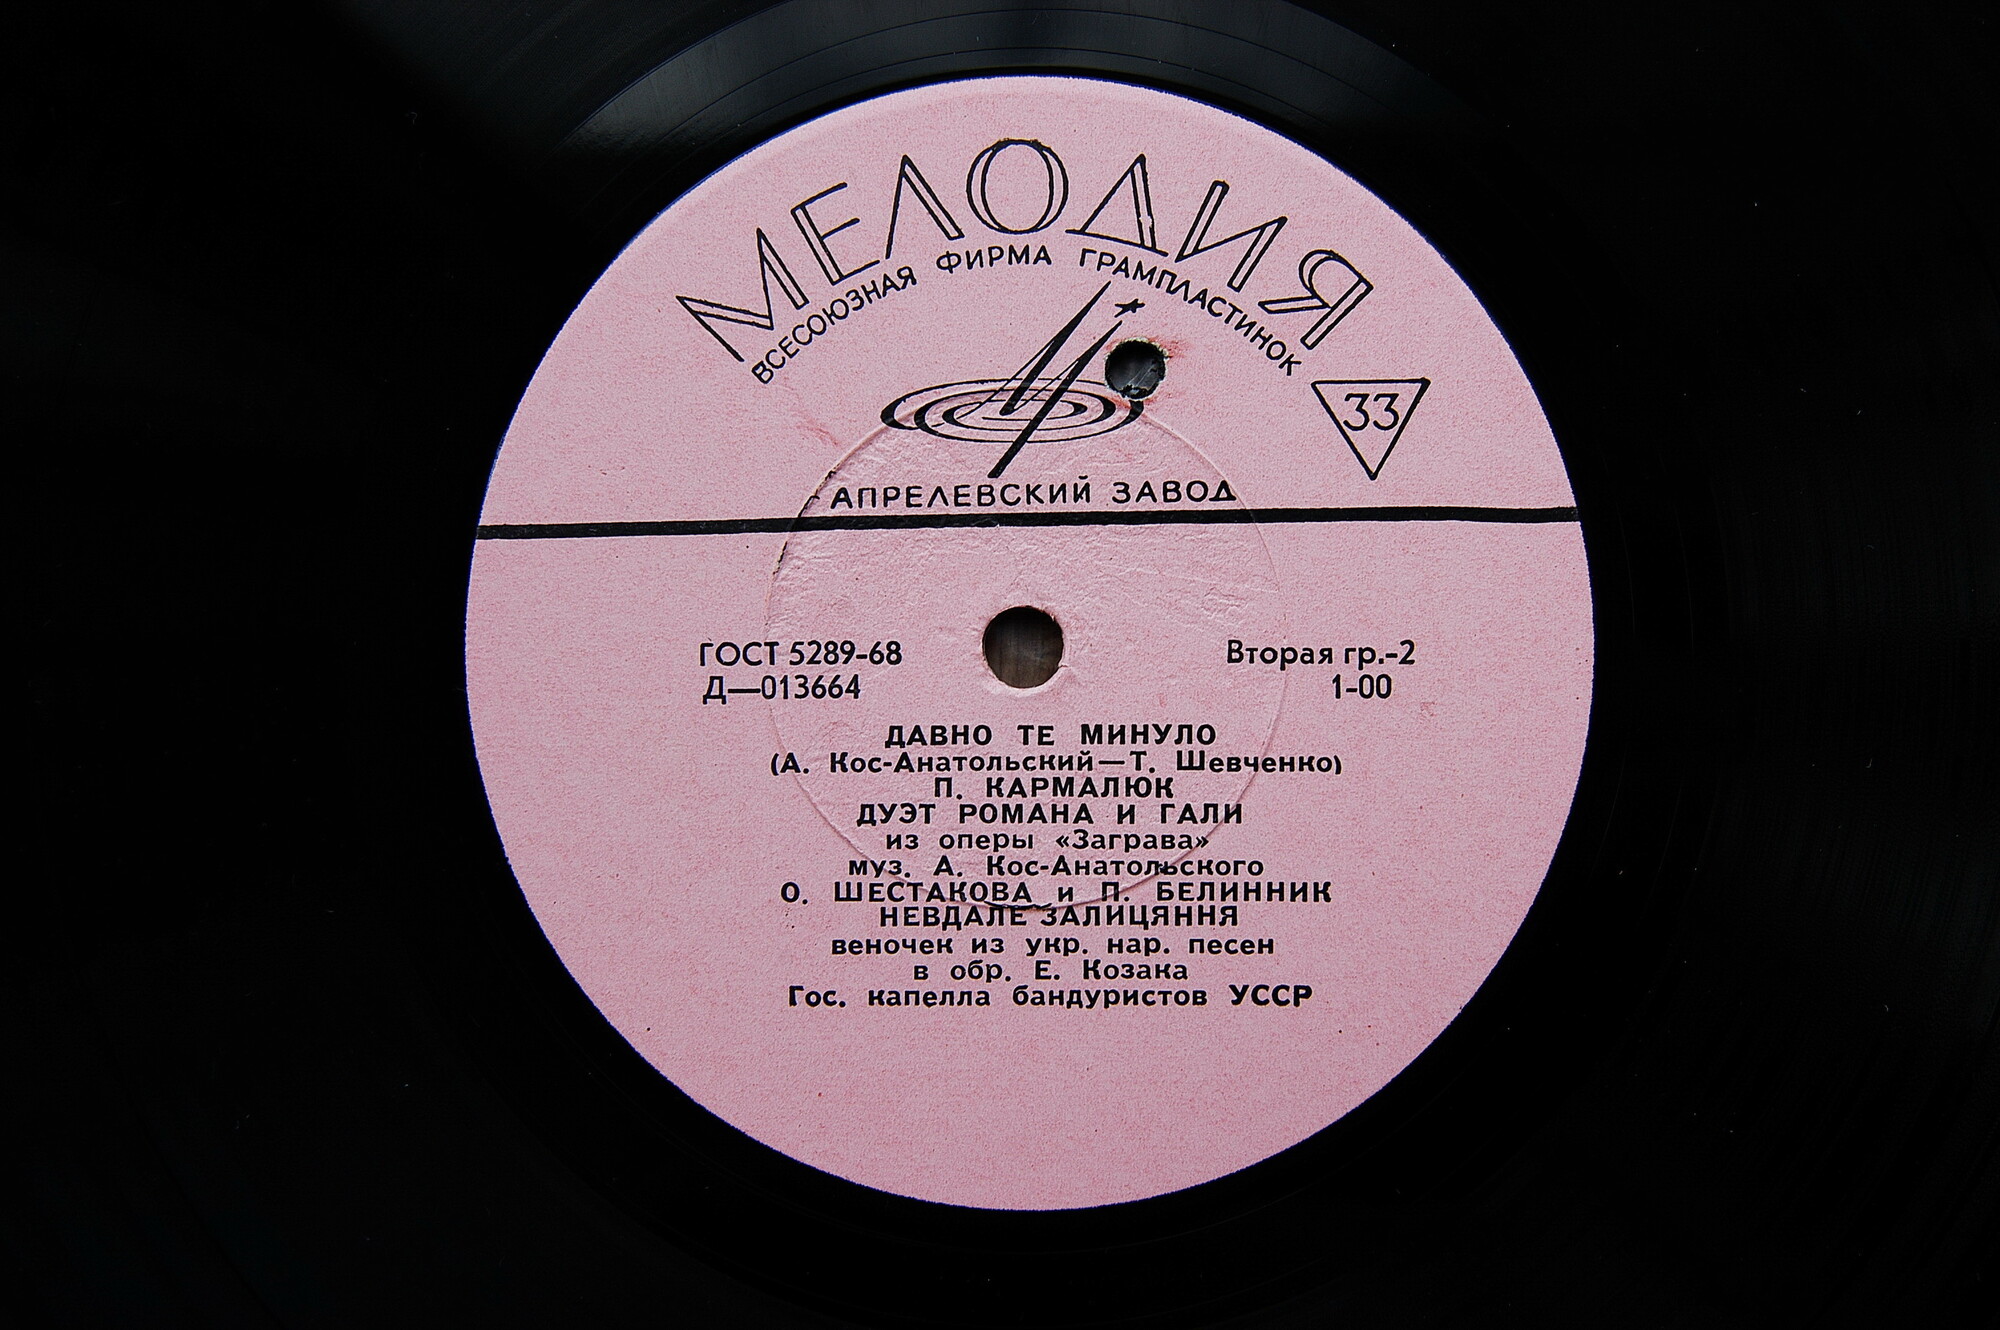 МЕЛОДИЯ
ВСЕСОЮЗНАЯ ФИРМА ГРАМПЛАСТИНОК
33
АПРЕЛЕВСКИЙ ЗАВОД
ГОСТ 5289-68
Д—013664
Вторая гр.-2
1-00
ДАВНО ТЕ МИНУЛО
(А. Кос-Анатольский—Т. Шевченко)
П. КАРМАЛЮК
ДУЭТ РОМАНА И ГАЛИ
из оперы «Заграва»
муз. А. Кос-Анатольского
О. ШЕСТАКОВА и П. БЕЛИННИК
НЕВДАЛЕ ЗАЛИЦЯННЯ
веночек из укр. нар. песен
в обр. Е. Козака
Гос. капелла бандуристов УССР